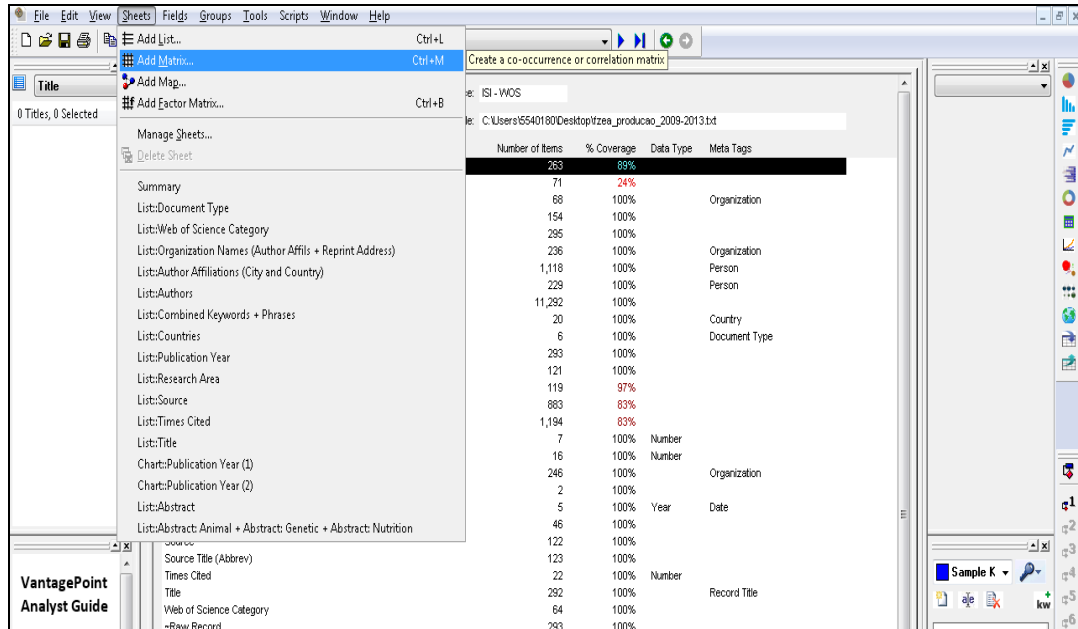 File Edit View Sheets Fields Groups Tools Scripts Window Help
Add List... Ctrl+L
Add Matrix... Ctrl+M
Create a co-occurrence or correlation matrix
Add Map...
Add Factor Matrix... Ctrl+B
Manage Sheets...
Delete Sheet
Summary
List::Document Type
List::Web of Science Category
List::Organization Names (Author Affils + Reprint Address)
List::Author Affiliations (City and Country)
List::Authors
List::Combined Keywords + Phrases
List::Countries
List::Publication Year
List::Research Area
List::Source
List::Times Cited
List::Title
Chart::Publication Year (1)
Chart::Publication Year (2)
List::Abstract
List::Abstract: Animal + Abstract: Genetic + Abstract: Nutrition
Title
0 Titles, 0 Selected
ce: ISI - WOS
le: C:\Users\5540180\Desktop\fzea_producao_2009-2013.txt
Number of Items % Coverage Data Type Meta Tags
263 89%
71 24%
68 100% Organization
154 100%
295 100%
236 100% Organization
1,118 100% Person
229 100% Person
11,292 100%
20 100% Country
6 100% Document Type
293 100%
121 100%
119 97%
883 83%
1,194 83%
7 100% Number
16 100% Number
246 100% Organization
2 100%
5 100% Year Date
46 100%
Source 122 100%
Source Title (Abbrev) 123 100%
Times Cited 22 100% Number
Title 292 100% Record Title
Web of Science Category 64 100%
~Raw Record 293 100%
VantagePoint
Analyst Guide
Sample K
kw
1
2
3
4
5
6